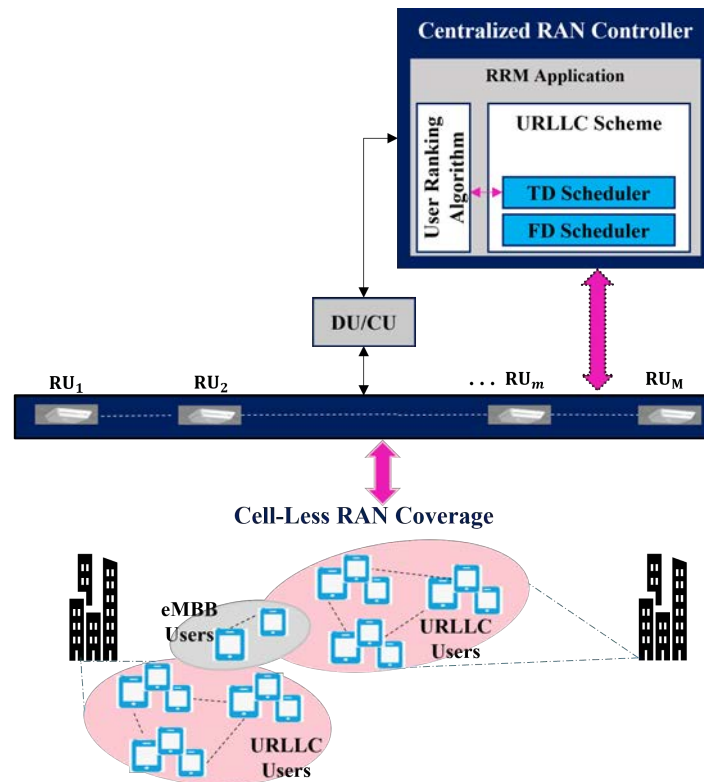 Centralized RAN Controller
RRM Application
User Ranking
Algorithm
URLLC Scheme
TD Scheduler
FD Scheduler
DU/CU
RU₁
RU₂
... RUₘ
RU_M
Cell-Less RAN Coverage
eMBB
Users
URLLC
Users
URLLC
Users